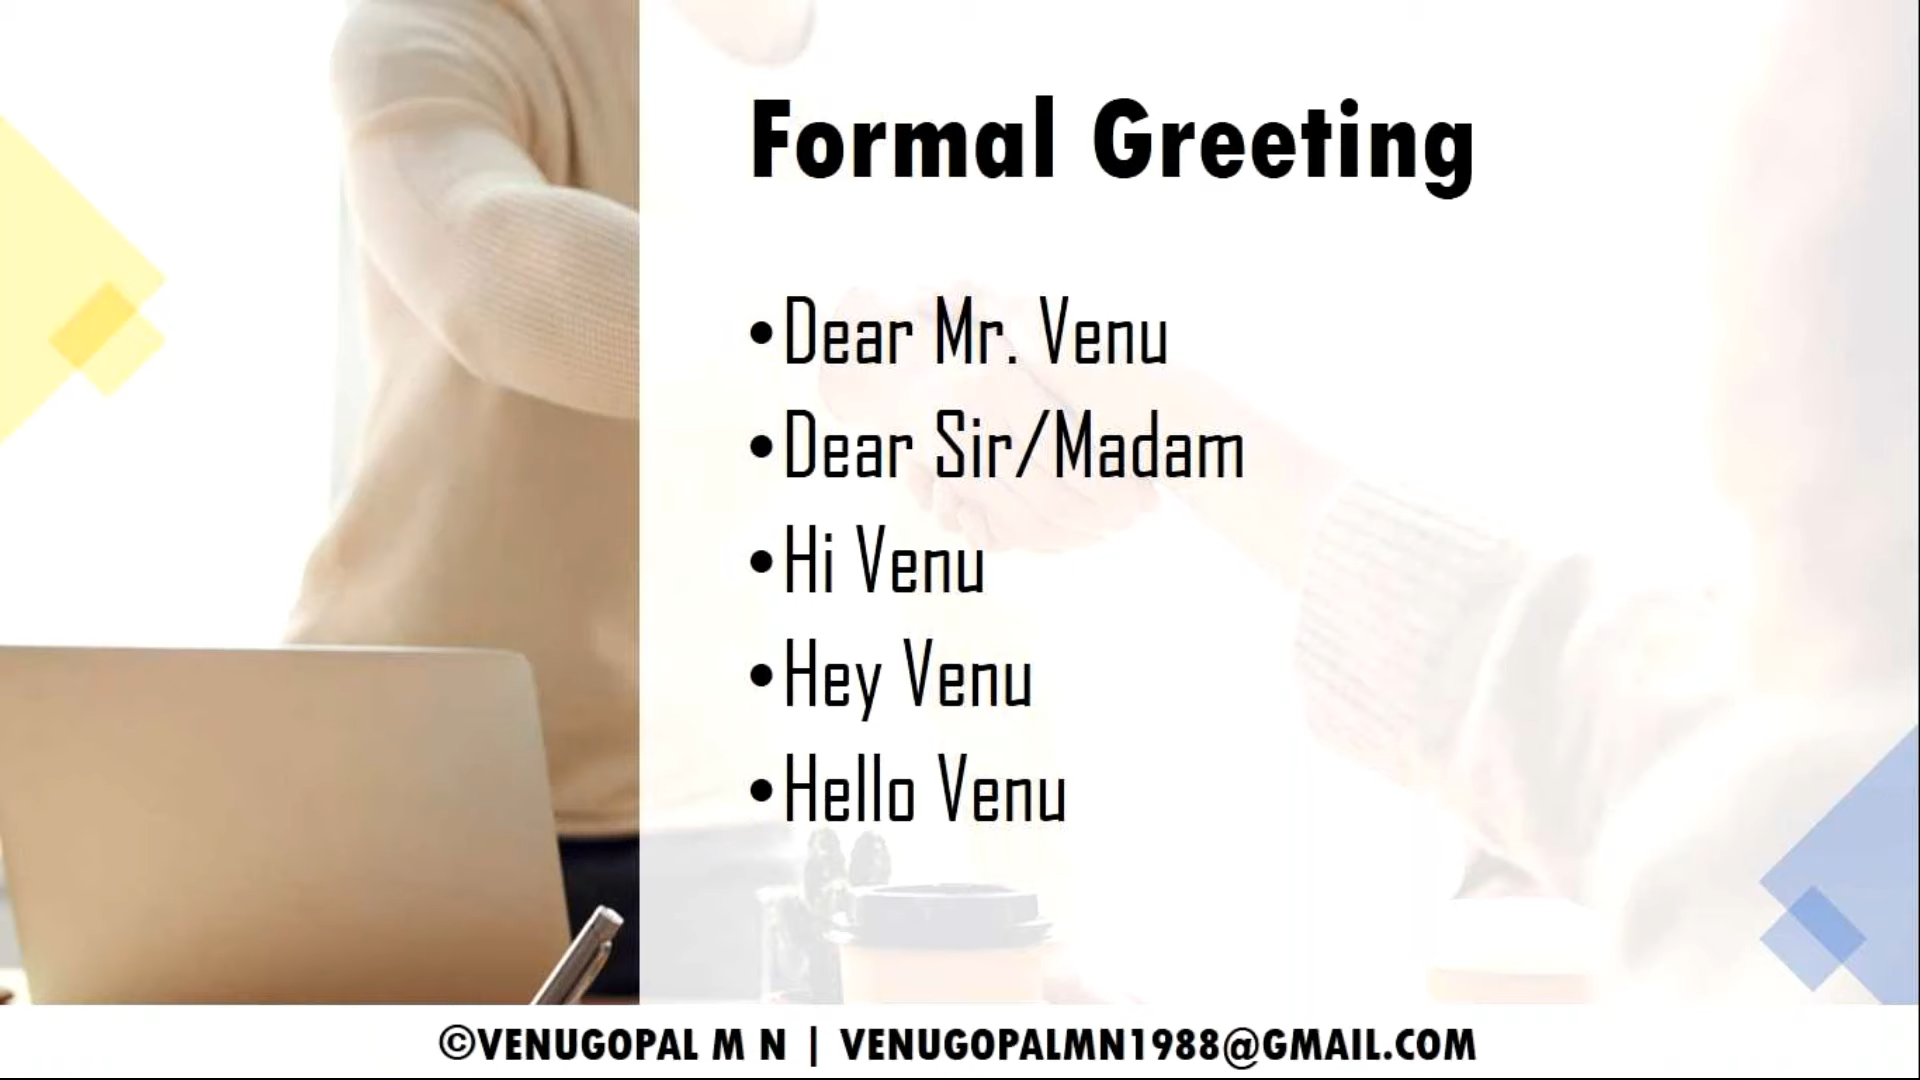 Formal Greeting
•Dear Mr. Venu
•Dear Sir/Madam
•Hi Venu
•Hey Venu
•Hello Venu
©VENUGOPAL M N | VENUGOPALMN1988@GMAIL.COM